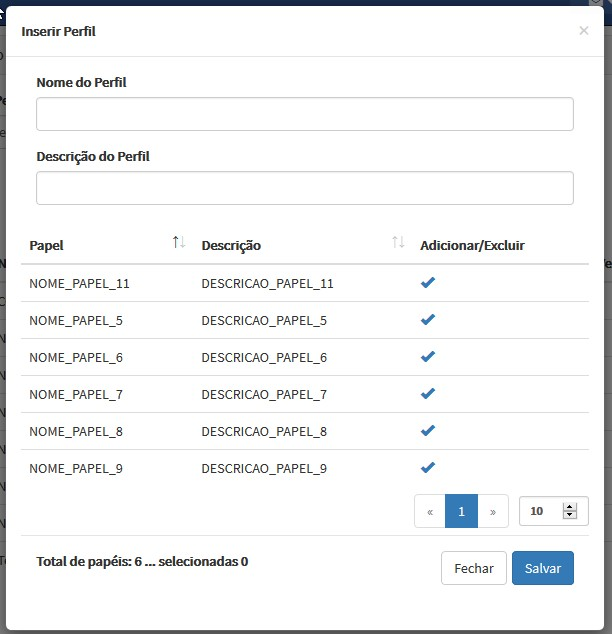 Inserir Perfil ×
Nome do Perfil
Descrição do Perfil
Papel Descrição Adicionar/Excluir
NOME_PAPEL_11 DESCRICAO_PAPEL_11
NOME_PAPEL_5 DESCRICAO_PAPEL_5
NOME_PAPEL_6 DESCRICAO_PAPEL_6
NOME_PAPEL_7 DESCRICAO_PAPEL_7
NOME_PAPEL_8 DESCRICAO_PAPEL_8
NOME_PAPEL_9 DESCRICAO_PAPEL_9
« 1 » 10
Total de papéis: 6 ... selecionadas 0 Fechar Salvar